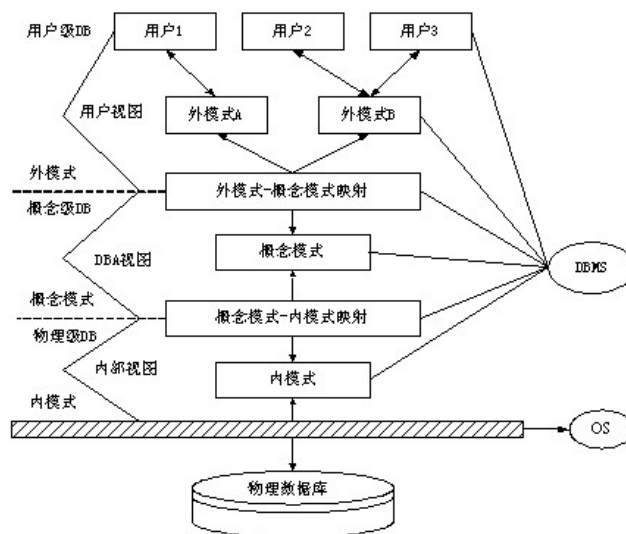 用户级DB
用户1
用户2
用户3
用户视图
外模式A
外模式B
外模式
外模式-概念模式映射
概念级DB
DBA视图
概念模式
DBMS
概念模式
概念模式-内模式映射
物理级DB
内部视图
内模式
内模式
OS
物理数据库